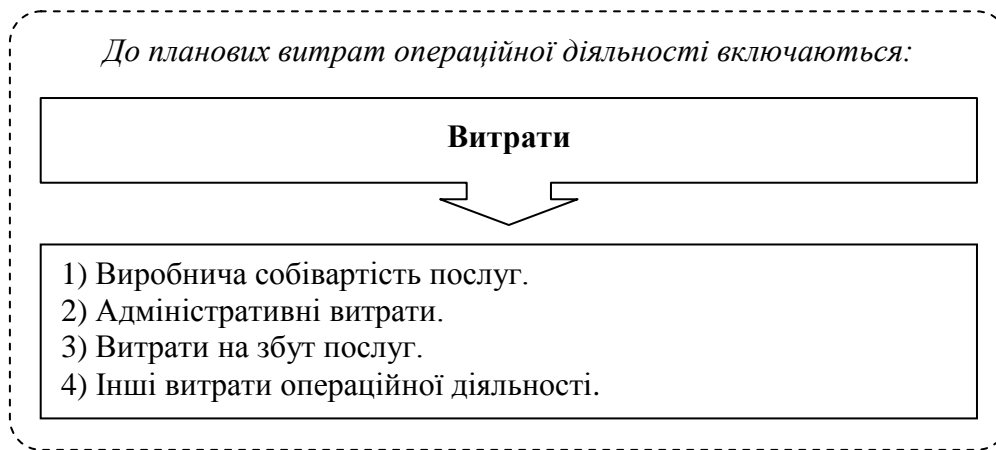 До планових витрат операційної діяльності включаються:
Витрати
1) Виробнича собівартість послуг.
2) Адміністративні витрати.
3) Витрати на збут послуг.
4) Інші витрати операційної діяльності.